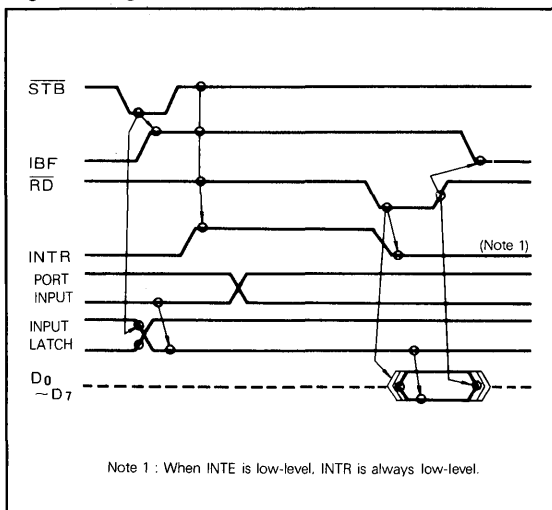 STB
IBF
RD
INTR
(Note 1)
PORT
INPUT
INPUT
LATCH
D0
~D7
Note 1 : When INTE is low-level, INTR is always low-level.